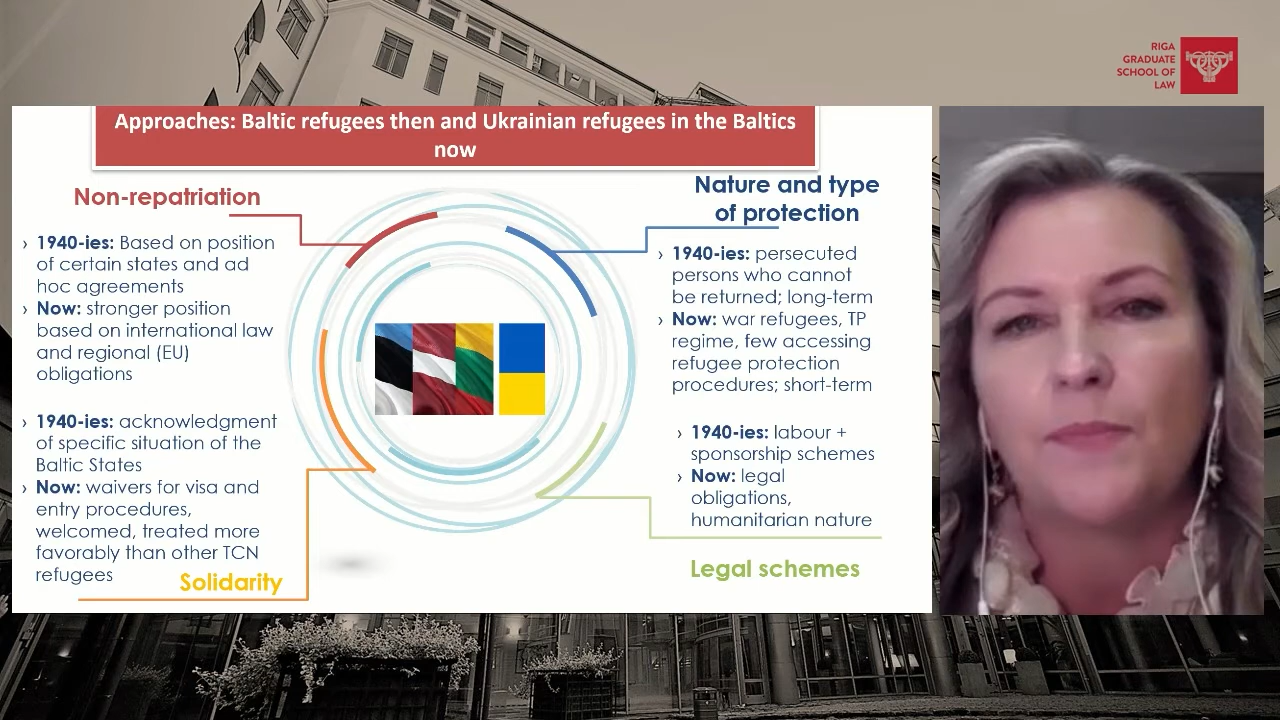 RIGA
GRADUATE
SCHOOL OF
LAW
Approaches: Baltic refugees then and Ukrainian refugees in the Baltics
now
Non-repatriation
› 1940-ies: Based on position
of certain states and ad
hoc agreements
› Now: stronger position
based on international law
and regional (EU)
obligations
› 1940-ies: acknowledgment
of specific situation of the
Baltic States
› Now: waivers for visa and
entry procedures,
welcomed, treated more
favorably than other TCN
refugees
Solidarity
Nature and type
of protection
› 1940-ies: persecuted
persons who cannot
be returned; long-term
› Now: war refugees, TP
regime, few accessing
refugee protection
procedures; short-term
› 1940-ies: labour +
sponsorship schemes
› Now: legal
obligations,
humanitarian nature
Legal schemes